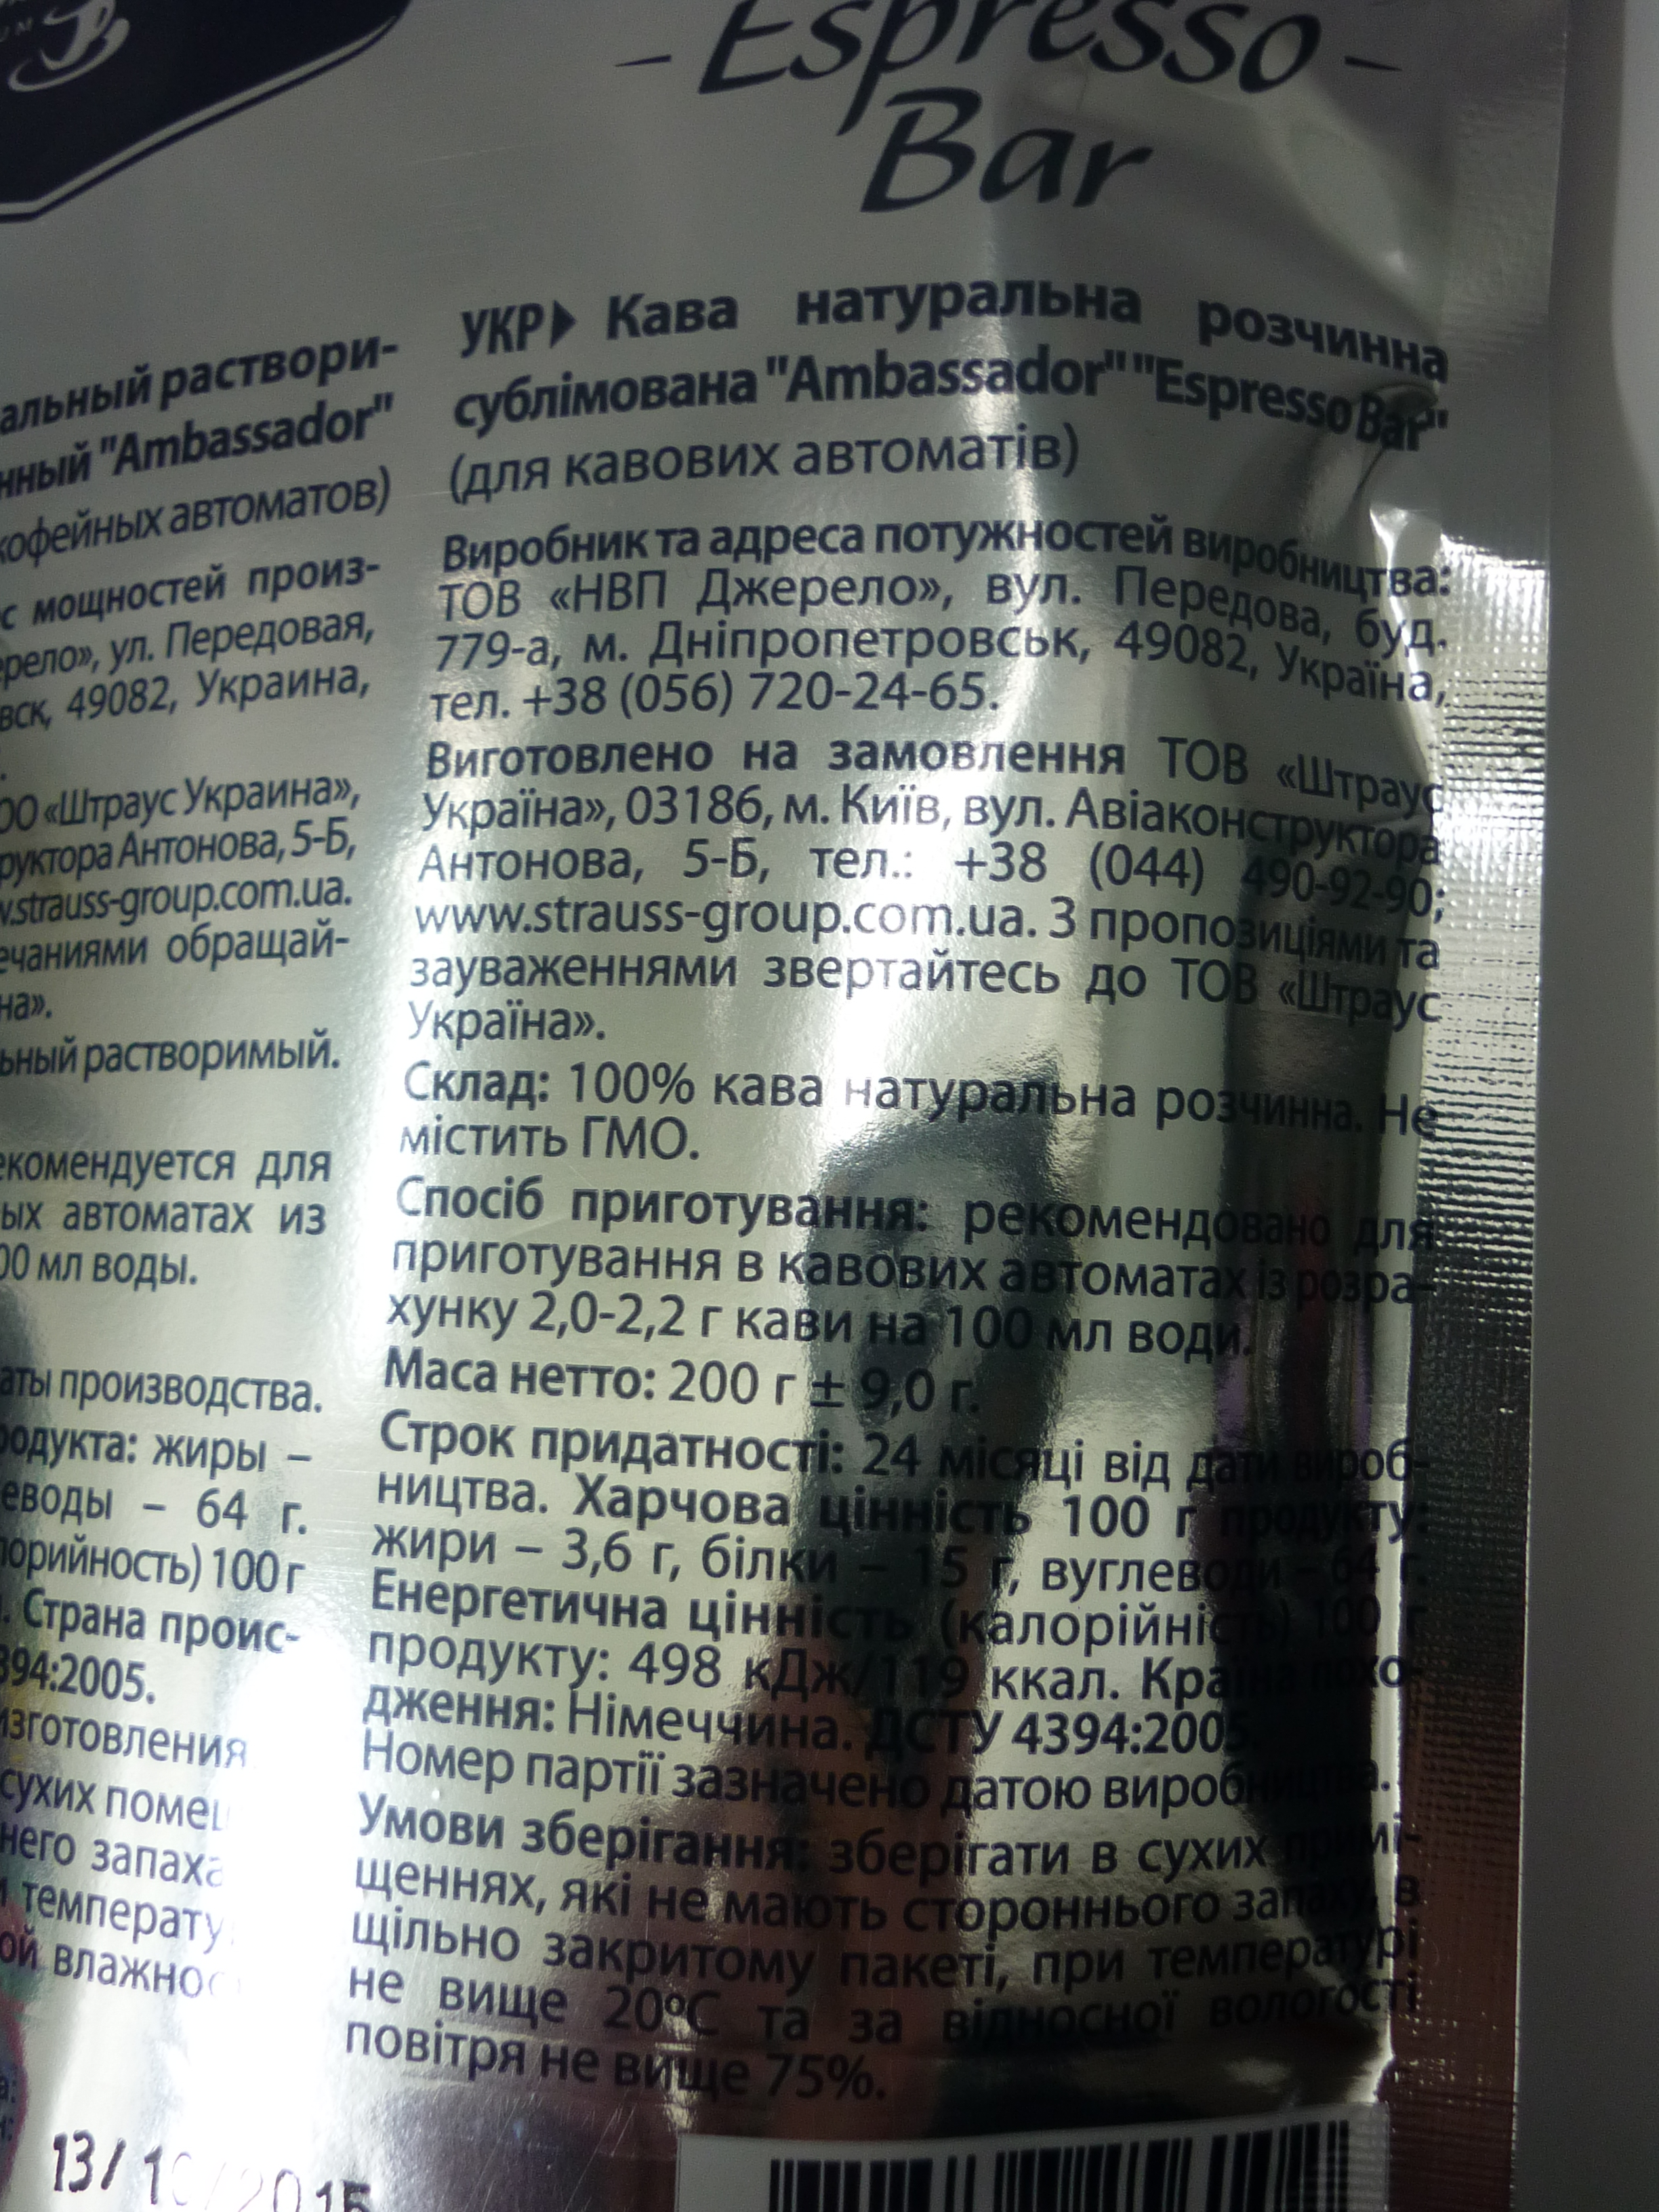 - Espresso -
Bar
альный раствори-
нный "Ambassador"
кофейных автоматов)
с мощностей произ-
рело», ул. Передовая,
вск, 49082, Украина,
ОО «Штраус Украина»,
руктора Антонова, 5-Б,
w.strauss-group.com.ua.
ечаниями обращай-
на».
ьный растворимый.
екомендуется для
ых автоматах из
00 мл воды.
аты производства.
родукта: жиры –
еводы – 64 г.
лорийность) 100 г
. Страна проис-
394:2005.
изготовления
сухих помещ
него запаха
температу
ой влажнос
13/10/2015
УКР Кава натуральна розчинна
сублімована "Ambassador" "Espresso Bar"
(для кавових автоматів)
Виробник та адреса потужностей виробництва:
ТОВ «НВП Джерело», вул. Передова, буд.
779-а, м. Дніпропетровськ, 49082, Україна,
тел. +38 (056) 720-24-65.
Виготовлено на замовлення ТОВ «Штраус
Україна», 03186, м. Київ, вул. Авіаконструктора
Антонова, 5-Б, тел.: +38 (044) 490-92-90;
www.strauss-group.com.ua. З пропозиціями та
зауваженнями звертайтесь до ТОВ «Штраус
Україна».
Склад: 100% кава натуральна розчинна. Не
містить ГМО.
Спосіб приготування: рекомендовано для
приготування в кавових автоматах із розра-
хунку 2,0-2,2 г кави на 100 мл води.
Маса нетто: 200 г ± 9,0 г.
Строк придатності: 24 місяці від дати вироб-
ництва. Харчова цінність 100 г продукту:
жири – 3,6 г, білки – 15 г, вуглеводи – 64 г.
Енергетична цінність (калорійність) 100 г
продукту: 498 кДж/119 ккал. Країна похо-
дження: Німеччина. ДСТУ 4394:2005.
Номер партії зазначено датою виробництва.
Умови зберігання: зберігати в сухих примі-
щеннях, які не мають стороннього запаху, в
щільно закритому пакеті, при температурі
не вище 20°С та за відносної вологості
повітря не вище 75%.